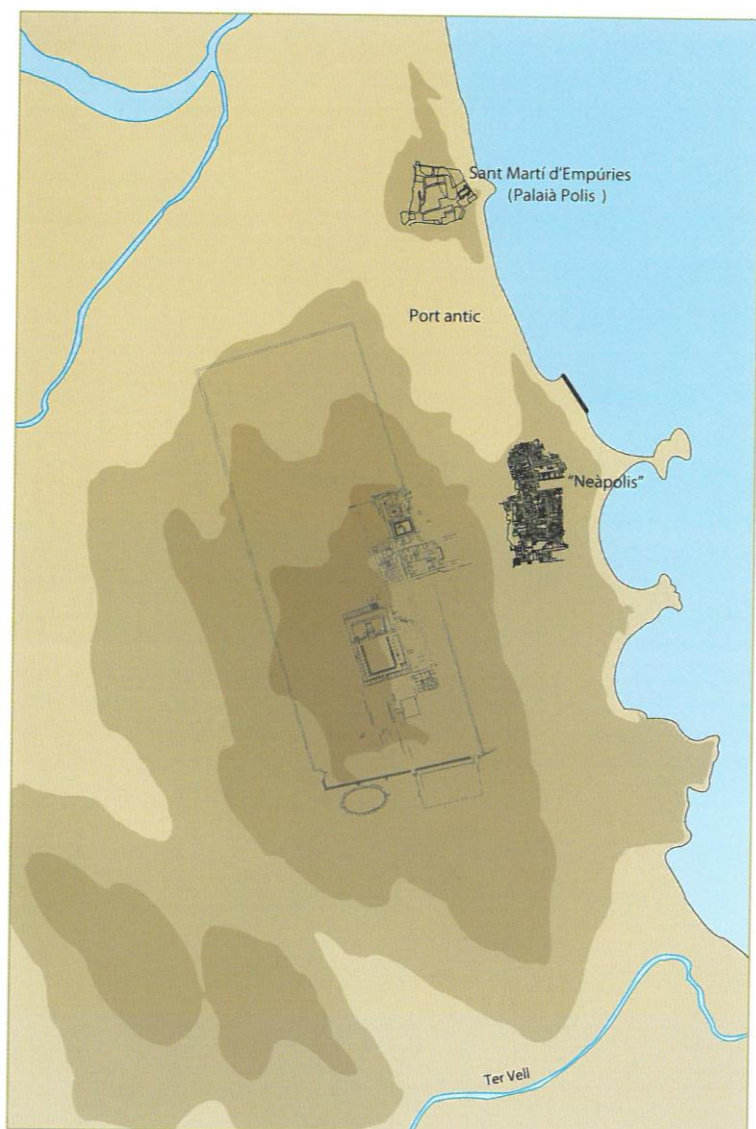 Sant Martí d'Empúries
(Palaià Polis )
Port antic
"Neàpolis"
Ter Vell